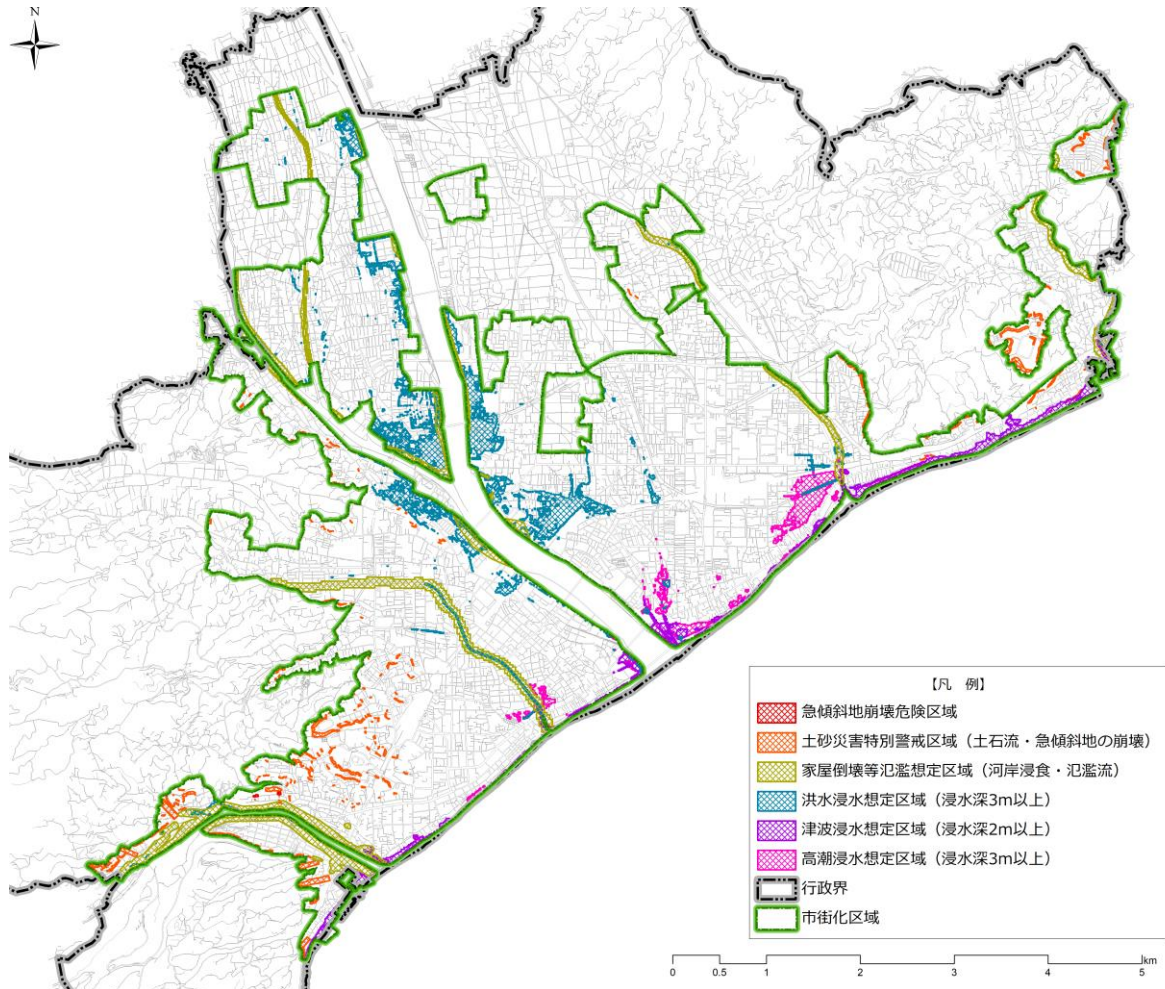 N
【凡 例】
急傾斜地崩壊危険区域
土砂災害特別警戒区域（土石流・急傾斜地の崩壊）
家屋倒壊等氾濫想定区域（河岸浸食・氾濫流）
洪水浸水想定区域（浸水深3m以上）
津波浸水想定区域（浸水深2m以上）
高潮浸水想定区域（浸水深3m以上）
行政界
市街化区域
km
0 0.5 1 2 3 4 5